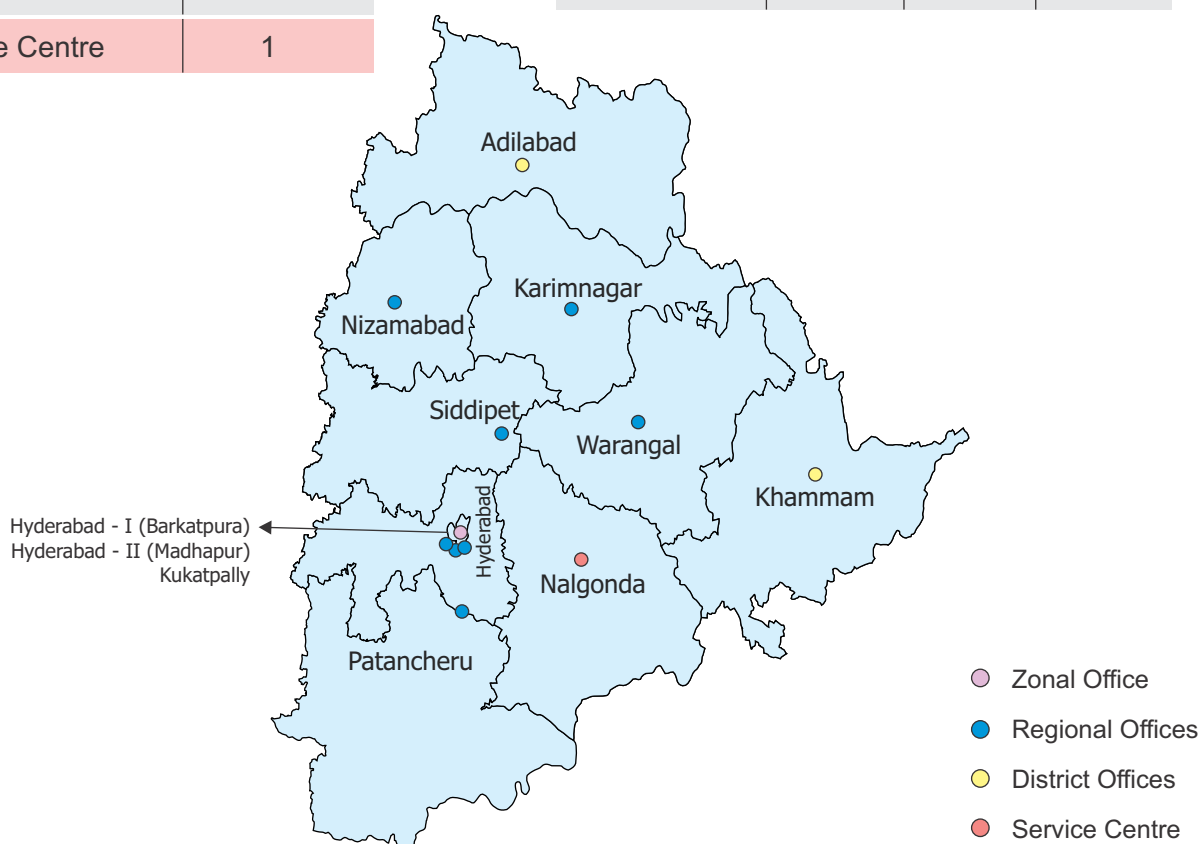 e Centre 1
Adilabad
Karimnagar
Nizamabad
Siddipet
Warangal
Khammam
Hyderabad
Hyderabad - I (Barkatpura)
Hyderabad - II (Madhapur)
Kukatpally
Nalgonda
Patancheru
Zonal Office
Regional Offices
District Offices
Service Centre